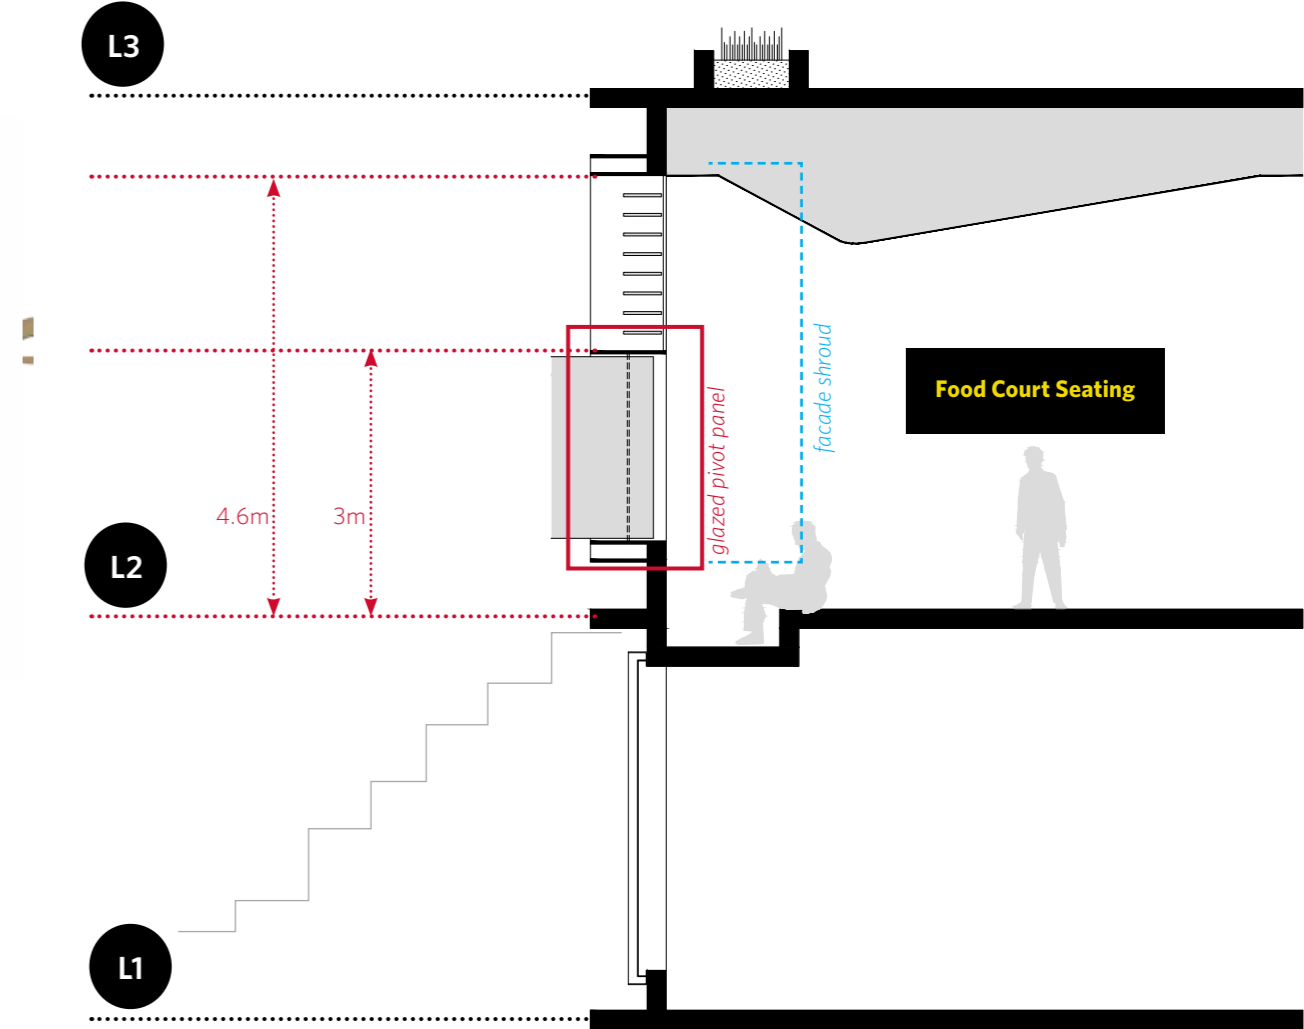 L3
facade shroud
Food Court Seating
glazed pivot panel
4.6m
3m
L2
L1